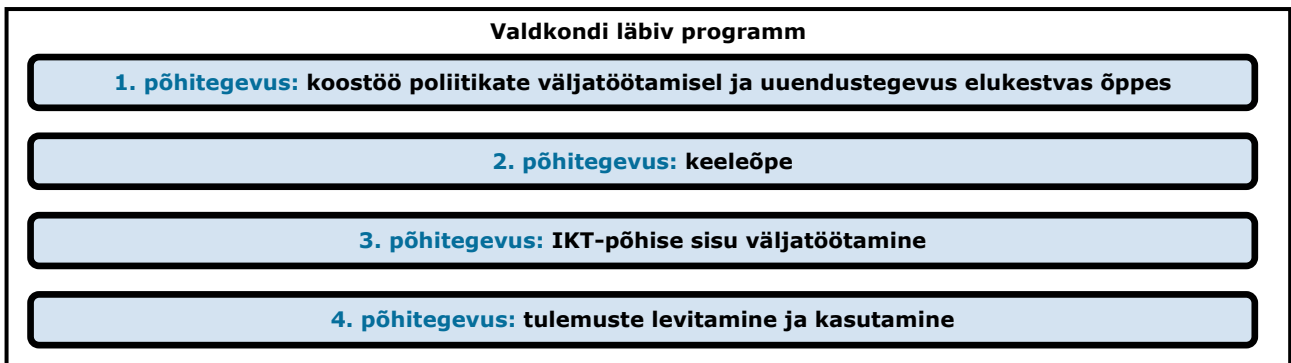 Valdkondi läbiv programm
1. põhitegevus: koostöö poliitikate väljatöötamisel ja uuendustegevus elukestvas õppes
2. põhitegevus: keeleõpe
3. põhitegevus: IKT-põhise sisu väljatöötamine
4. põhitegevus: tulemuste levitamine ja kasutamine